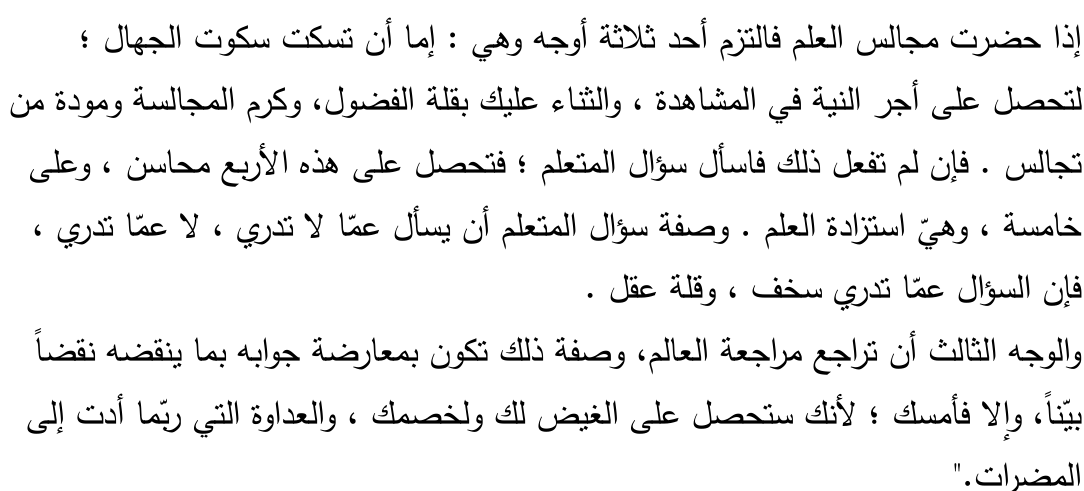 إذا حضرت مجالس العلم فالتزم أحد ثلاثة أوجه وهي : إما أن تسكت سكوت الجهال ؛
لتحصل على أجر النية في المشاهدة ، والثناء عليك بقلة الفضول، وكرم المجالسة ومودة من
تجالس . فإن لم تفعل ذلك فاسأل سؤال المتعلم ؛ فتحصل على هذه الأربع محاسن ، وعلى
خامسة ، وهيّ استزادة العلم . وصفة سؤال المتعلم أن يسأل عمّا لا تدري ، لا عمّا تدري ،
فإن السؤال عمّا تدري سخف ، وقلة عقل .
والوجه الثالث أن تراجع مراجعة العالم، وصفة ذلك تكون بمعارضة جوابه بما ينقضه نقضاً
بيّناً، وإلا فأمسك ؛ لأنك ستحصل على الغيض لك ولخصمك ، والعداوة التي ربّما أدت إلى
المضرات."